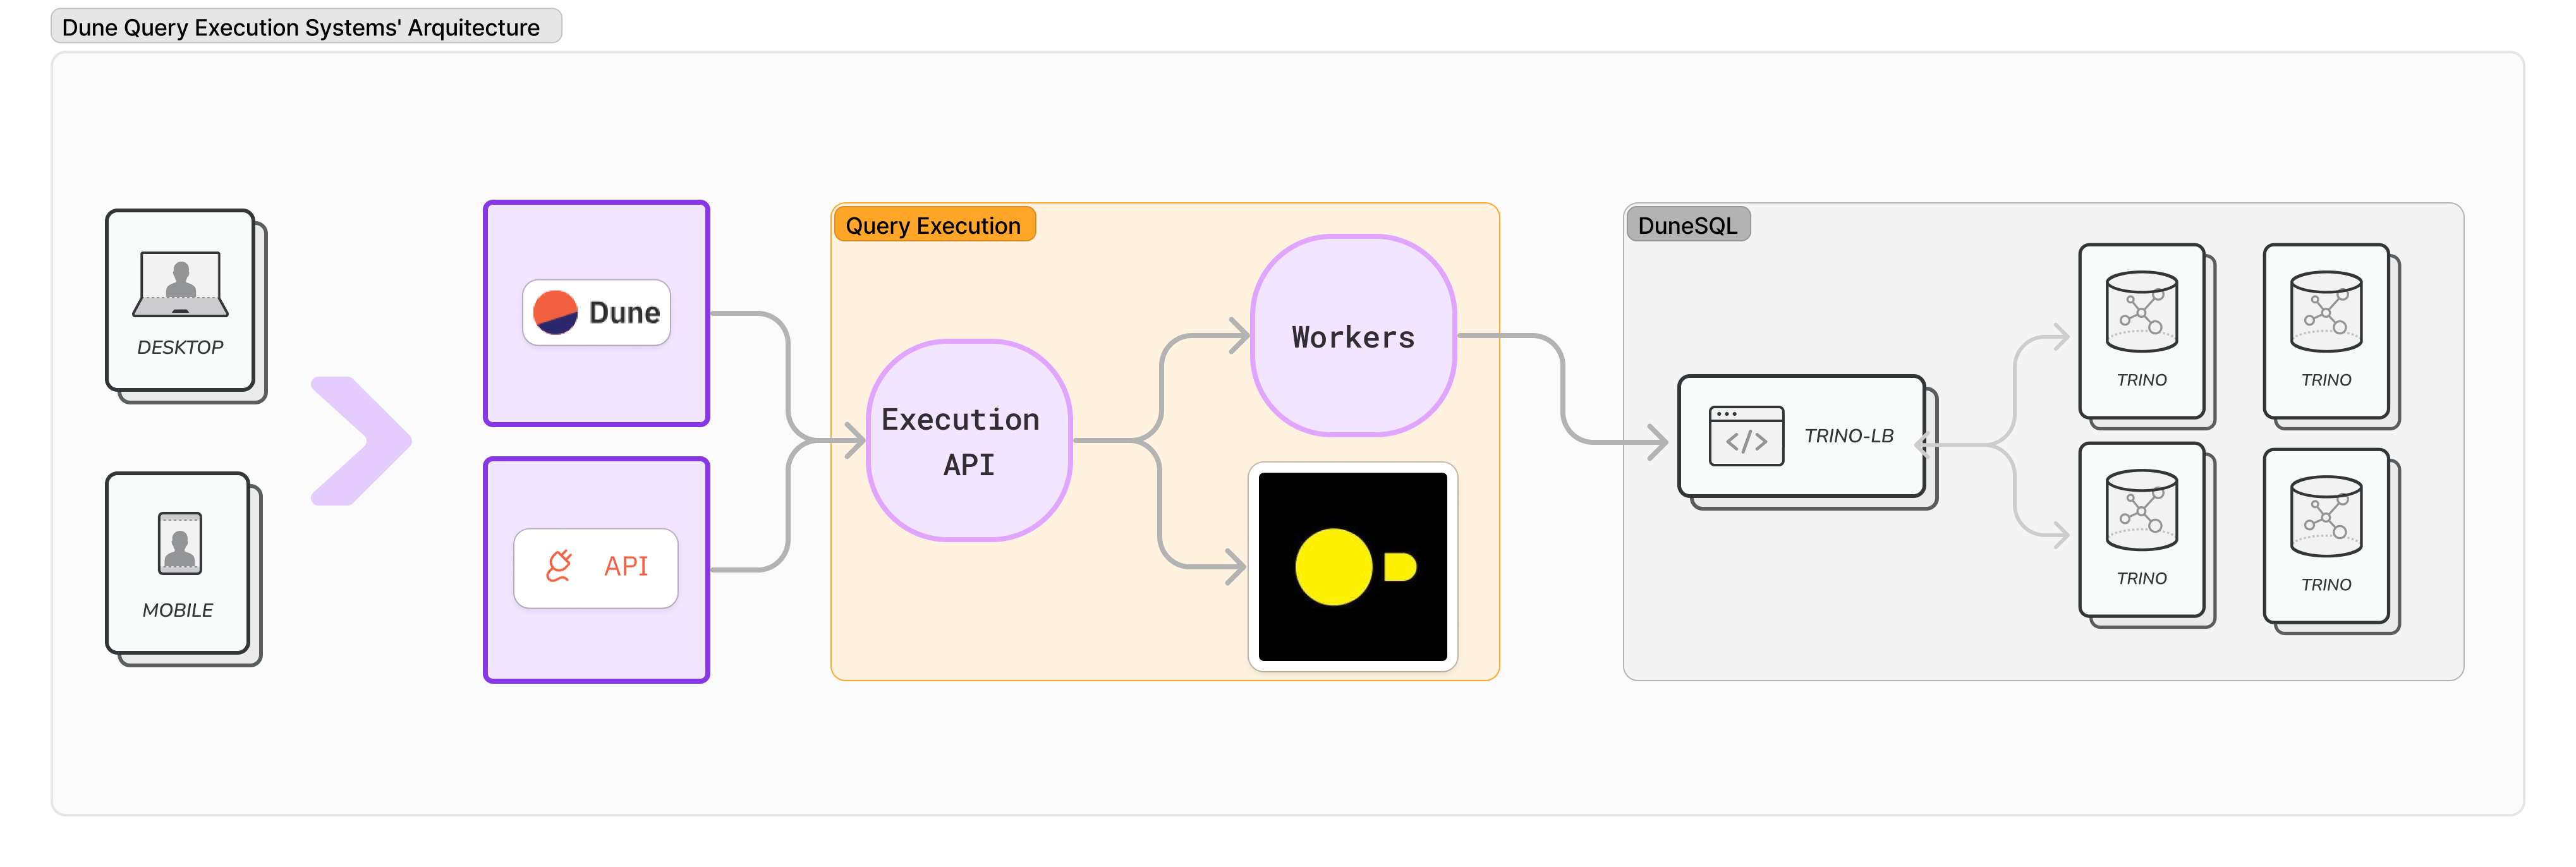 Dune Query Execution Systems' Arquitecture
DESKTOP
MOBILE
Dune
API
Query Execution
Execution
API
Workers
DuneSQL
</>
TRINO-LB
TRINO
TRINO
TRINO
TRINO